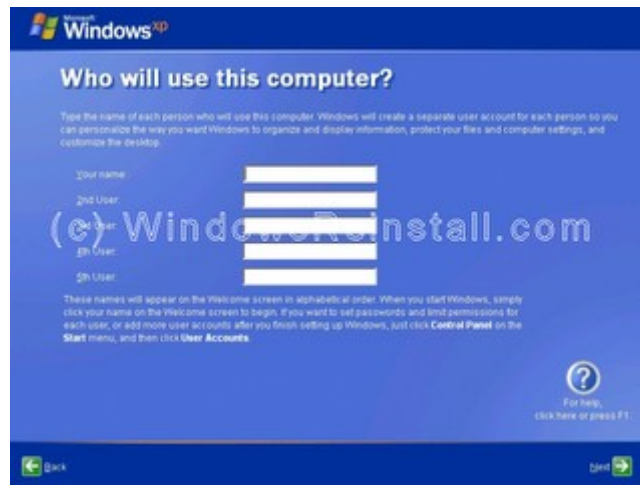 Microsoft
Windows xp
Who will use this computer?
Type the name of each person who will use this computer. Windows will create a separate user account for each person so you
can personalize the way you want Windows to organize and display information, protect your files and computer settings, and
customize the desktop.
Your name:
2nd User:
3rd User:
(c) WindowsReinstall.com
4th User:
5th User:
These names will appear on the Welcome screen in alphabetical order. When you start Windows, simply
click your name on the Welcome screen to begin. If you want to set passwords and limit permissions for
each user, or add more user accounts after you finish setting up Windows, just click Control Panel on the
Start menu, and then click User Accounts.
For help,
click here or press F1.
Back
Next